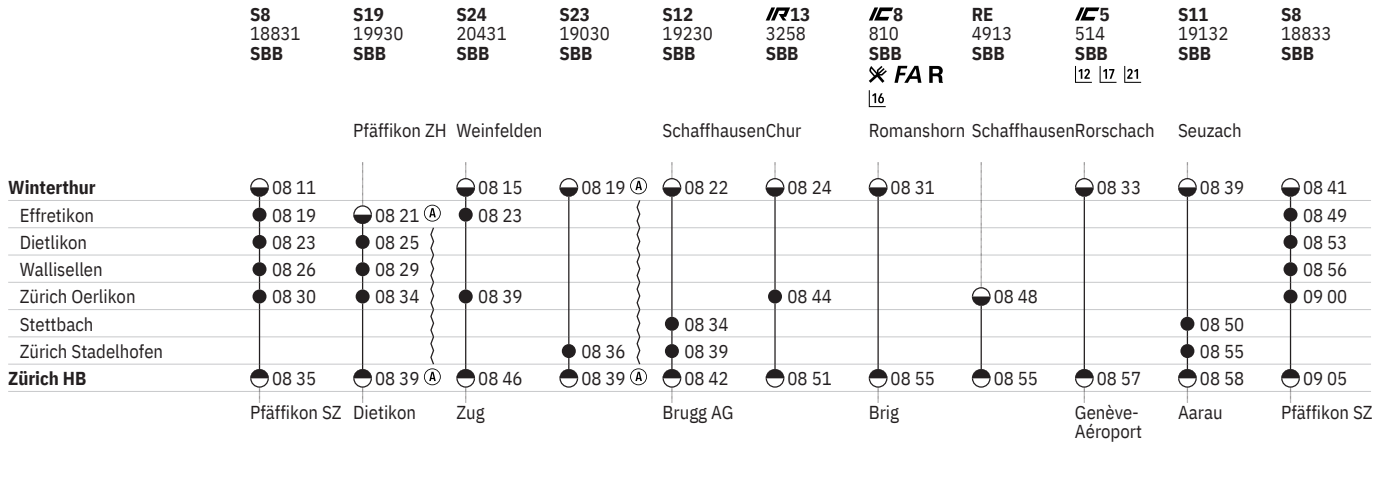 S8 S19 S24 S23 S12 IR13 IC8 RE IC5 S11 S8
18831 19930 20431 19030 19230 3258 810 4913 514 19132 18833
SBB SBB SBB SBB SBB SBB SBB SBB SBB SBB SBB
FA R 12 17 21
16
Pfäffikon ZH Weinfelden Schaffhausen Chur Romanshorn Schaffhausen Rorschach Seuzach
Winterthur 08 11 08 15 08 19 A 08 22 08 24 08 31 08 33 08 39 08 41
Effretikon 08 19 08 21 A 08 23 08 49
Dietlikon 08 23 08 25 08 53
Wallisellen 08 26 08 29 08 56
Zürich Oerlikon 08 30 08 34 08 39 08 44 08 48 09 00
Stettbach 08 34 08 50
Zürich Stadelhofen 08 36 08 39 08 55
Zürich HB 08 35 08 39 A 08 46 08 39 A 08 42 08 51 08 55 08 55 08 57 08 58 09 05
Pfäffikon SZ Dietikon Zug Brugg AG Brig Genève- Aarau Pfäffikon SZ
Aéroport